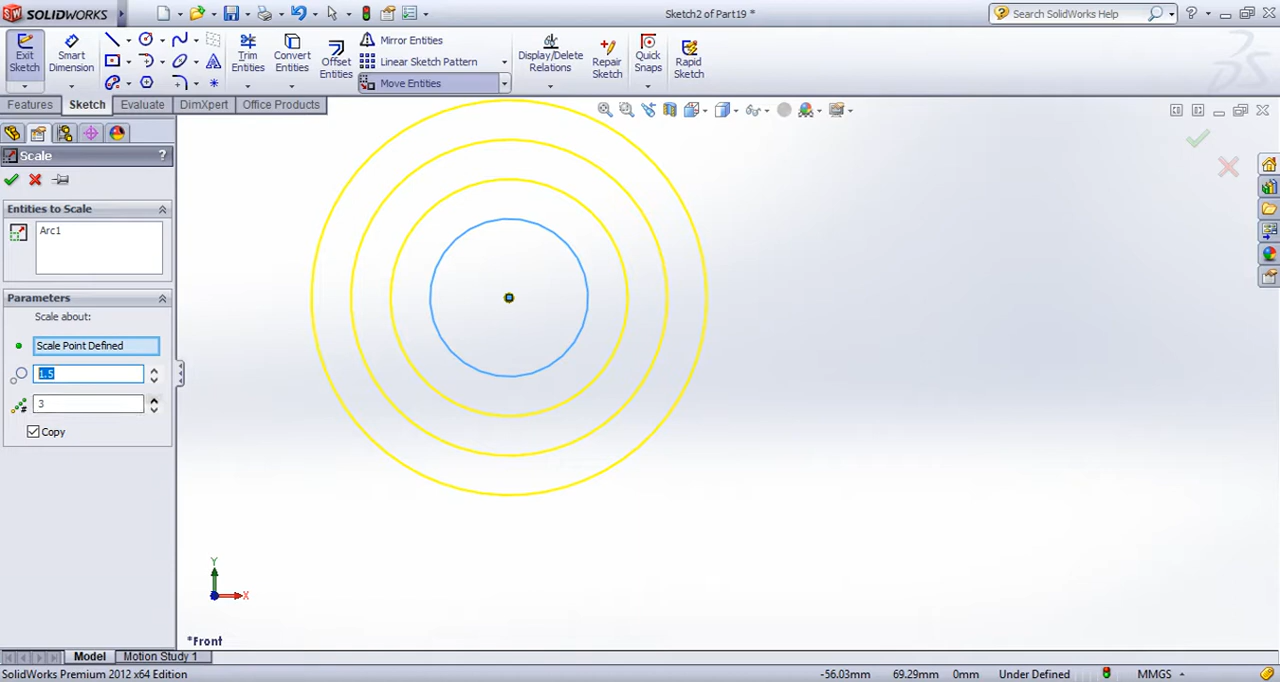 SOLIDWORKS
Sketch2 of Part19 *
Search SolidWorks Help
Exit Sketch
Smart Dimension
Trim Entities
Convert Entities
Offset Entities
Mirror Entities
Linear Sketch Pattern
Move Entities
Display/Delete Relations
Repair Sketch
Quick Snaps
Rapid Sketch
Features
Sketch
Evaluate
DimXpert
Office Products
Scale
?
Entities to Scale
Arc1
Parameters
Scale about:
Scale Point Defined
1.5
3
Copy
Y
X
*Front
Model
Motion Study 1
SolidWorks Premium 2012 x64 Edition
-56.03mm
69.29mm
0mm
Under Defined
MMGS